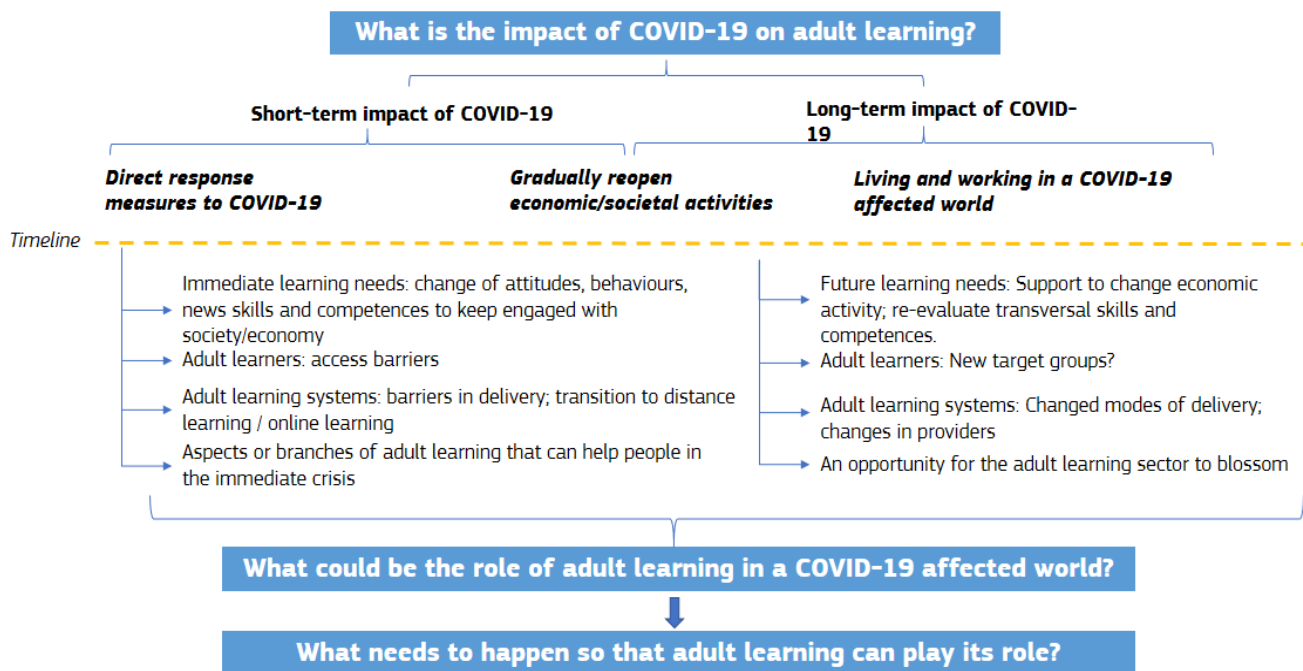 What is the impact of COVID-19 on adult learning?
Short-term impact of COVID-19
Long-term impact of COVID-
19
Direct response
measures to COVID-19
Gradually reopen
economic/societal activities
Living and working in a COVID-19
affected world
Timeline
Immediate learning needs: change of attitudes, behaviours,
news skills and competences to keep engaged with
society/economy
Adult learners: access barriers
Adult learning systems: barriers in delivery; transition to distance
learning / online learning
Aspects or branches of adult learning that can help people in
the immediate crisis
Future learning needs: Support to change economic
activity; re-evaluate transversal skills and
competences.
Adult learners: New target groups?
Adult learning systems: Changed modes of delivery;
changes in providers
An opportunity for the adult learning sector to blossom
What could be the role of adult learning in a COVID-19 affected world?
What needs to happen so that adult learning can play its role?